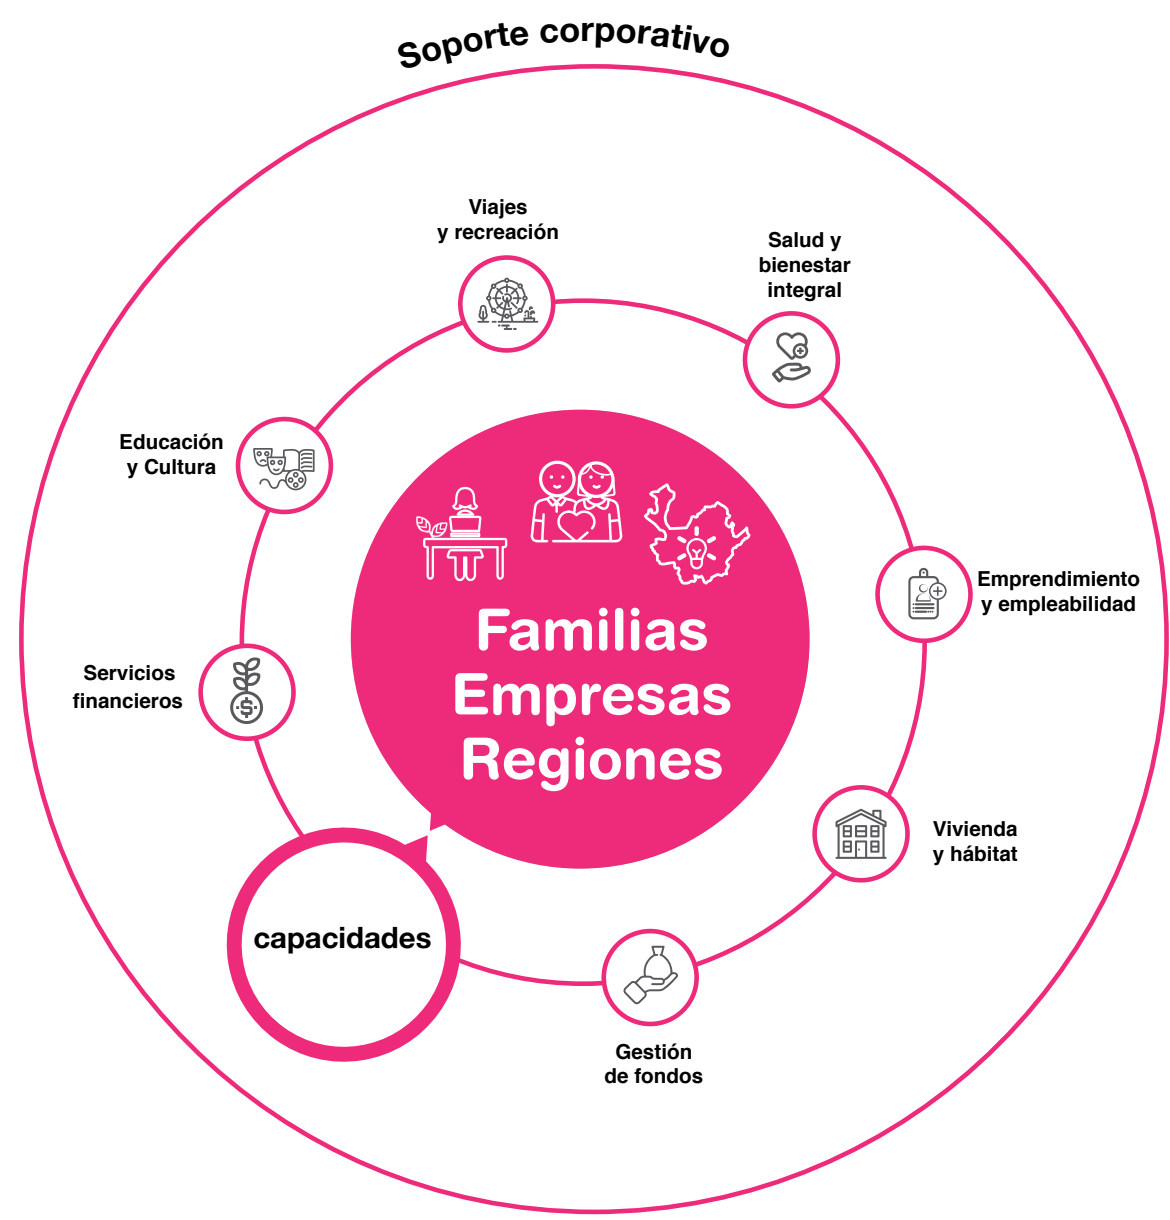 Soporte corporativo
Viajes
y recreación
Salud y
bienestar
integral
Educación
y Cultura
Emprendimiento
y empleabilidad
Familias
Empresas
Regiones
Servicios
financieros
Vivienda
y hábitat
capacidades
Gestión
de fondos
$